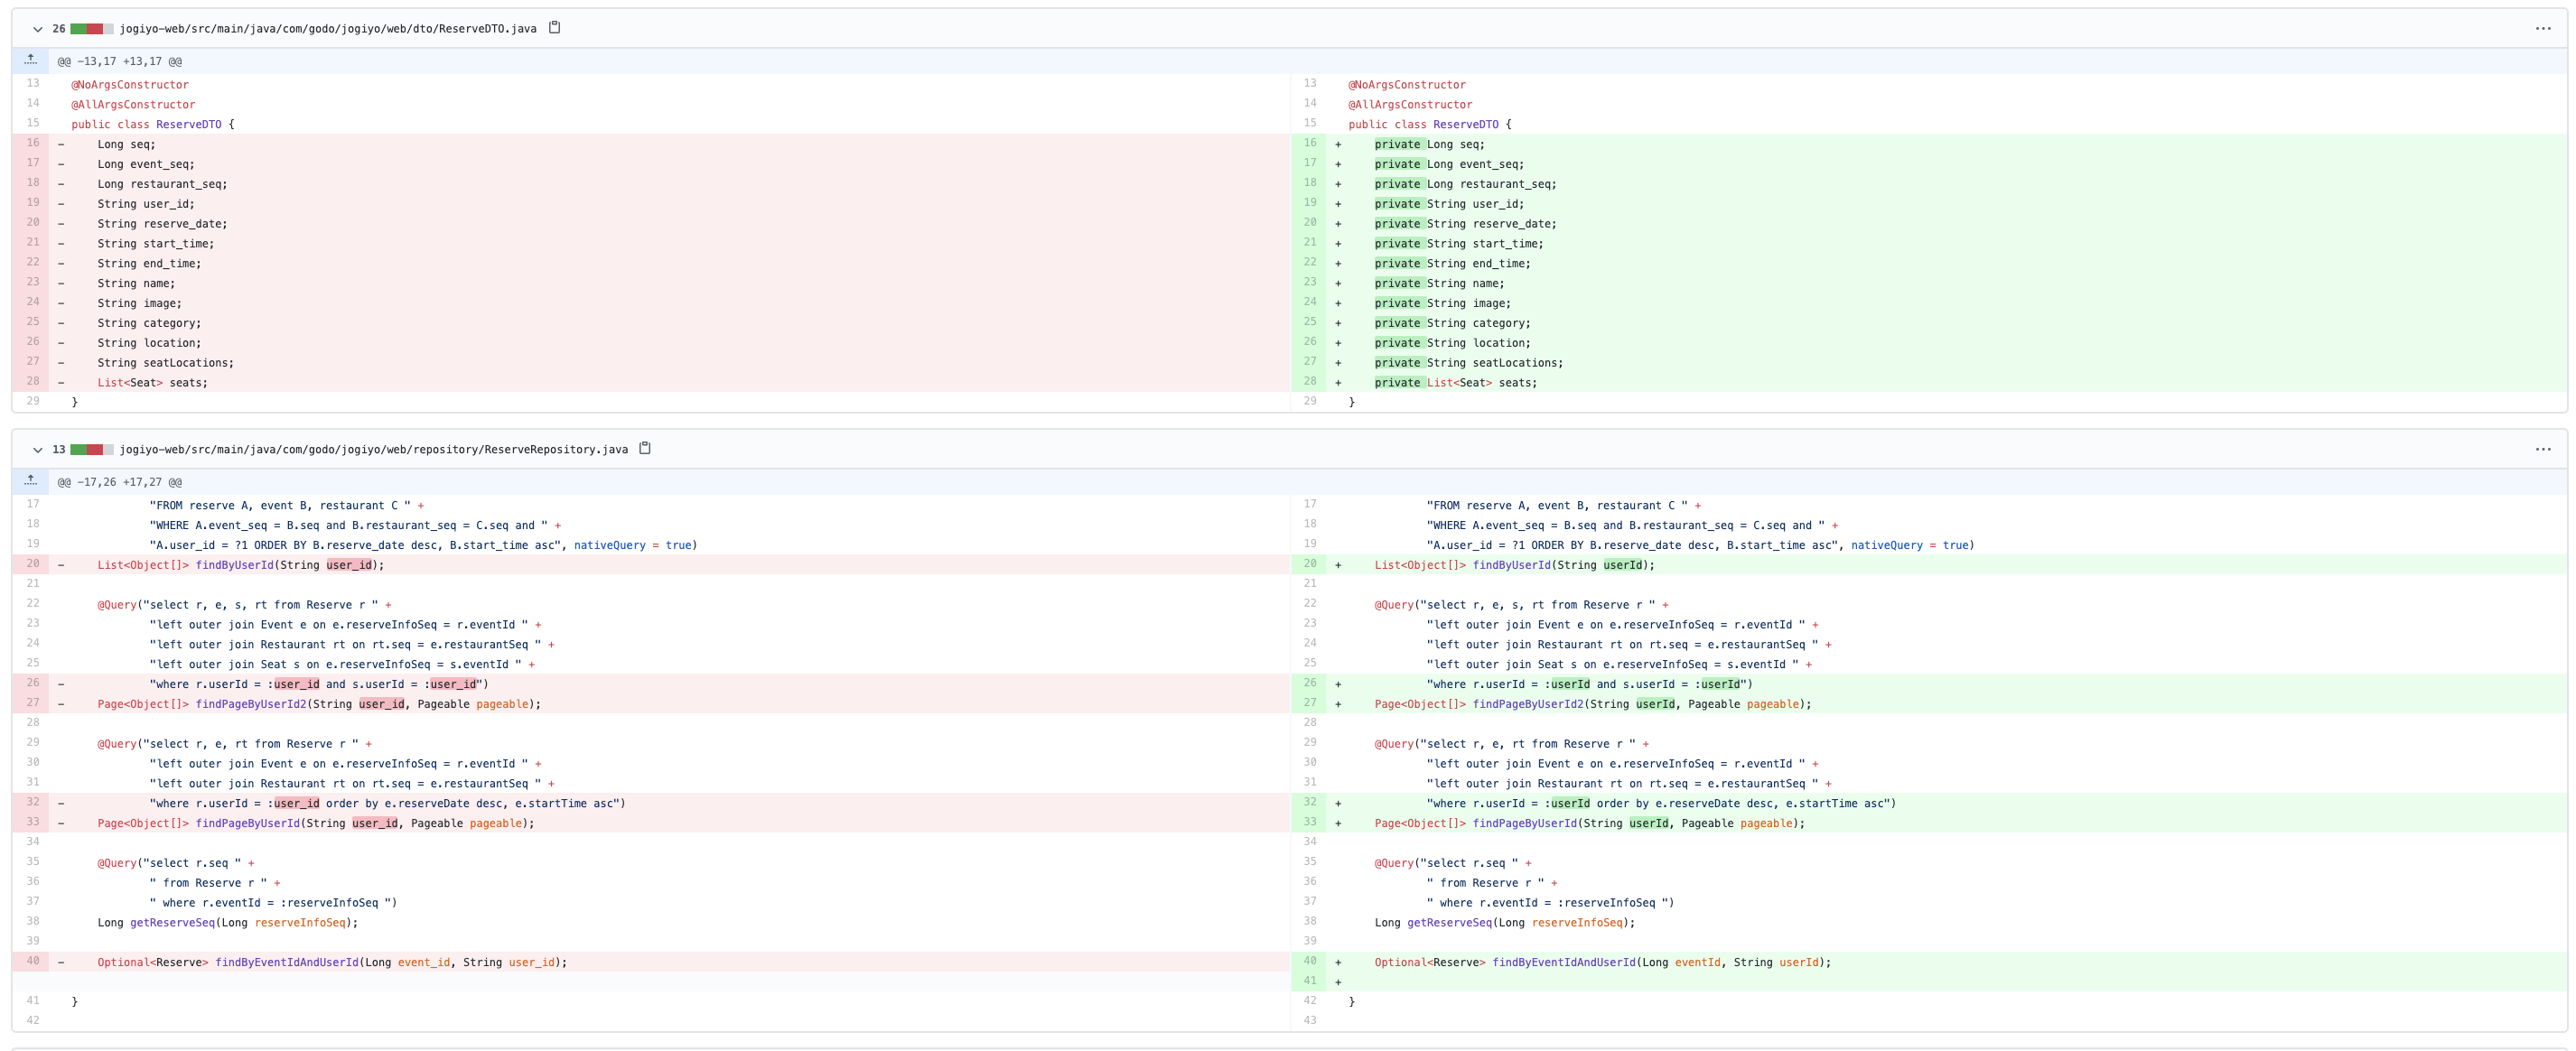 26 jogiyo-web/src/main/java/com/godo/jogiyo/web/dto/ReserveDTO.java
@@ -13,17 +13,17 @@
13 @NoArgsConstructor
14 @AllArgsConstructor
15 public class ReserveDTO {
16 - Long seq;
17 - Long event_seq;
18 - Long restaurant_seq;
19 - String user_id;
20 - String reserve_date;
21 - String start_time;
22 - String end_time;
23 - String name;
24 - String image;
25 - String category;
26 - String location;
27 - String seatLocations;
28 - List<Seat> seats;
29 }
13 @NoArgsConstructor
14 @AllArgsConstructor
15 public class ReserveDTO {
16 + private Long seq;
17 + private Long event_seq;
18 + private Long restaurant_seq;
19 + private String user_id;
20 + private String reserve_date;
21 + private String start_time;
22 + private String end_time;
23 + private String name;
24 + private String image;
25 + private String category;
26 + private String location;
27 + private String seatLocations;
28 + private List<Seat> seats;
29 }
13 jogiyo-web/src/main/java/com/godo/jogiyo/web/repository/ReserveRepository.java
@@ -17,26 +17,27 @@
17 "FROM reserve A, event B, restaurant C " +
18 "WHERE A.event_seq = B.seq and B.restaurant_seq = C.seq and " +
19 "A.user_id = ?1 ORDER BY B.reserve_date desc, B.start_time asc", nativeQuery = true)
20 - List<Object[]> findByUserId(String user_id);
21
22 @Query("select r, e, s, rt from Reserve r " +
23 "left outer join Event e on e.reserveInfoSeq = r.eventId " +
24 "left outer join Restaurant rt on rt.seq = e.restaurantSeq " +
25 "left outer join Seat s on e.reserveInfoSeq = s.eventId " +
26 - "where r.userId = :user_id and s.userId = :user_id")
27 - Page<Object[]> findPageByUserId2(String user_id, Pageable pageable);
28
29 @Query("select r, e, rt from Reserve r " +
30 "left outer join Event e on e.reserveInfoSeq = r.eventId " +
31 "left outer join Restaurant rt on rt.seq = e.restaurantSeq " +
32 - "where r.userId = :user_id order by e.reserveDate desc, e.startTime asc")
33 - Page<Object[]> findPageByUserId(String user_id, Pageable pageable);
34
35 @Query("select r.seq " +
36 " from Reserve r " +
37 " where r.eventId = :reserveInfoSeq ")
38 Long getReserveSeq(Long reserveInfoSeq);
39
40 - Optional<Reserve> findByEventIdAndUserId(Long event_id, String user_id);
41 }
42
17 "FROM reserve A, event B, restaurant C " +
18 "WHERE A.event_seq = B.seq and B.restaurant_seq = C.seq and " +
19 "A.user_id = ?1 ORDER BY B.reserve_date desc, B.start_time asc", nativeQuery = true)
20 + List<Object[]> findByUserId(String userId);
21
22 @Query("select r, e, s, rt from Reserve r " +
23 "left outer join Event e on e.reserveInfoSeq = r.eventId " +
24 "left outer join Restaurant rt on rt.seq = e.restaurantSeq " +
25 "left outer join Seat s on e.reserveInfoSeq = s.eventId " +
26 + "where r.userId = :userId and s.userId = :userId")
27 + Page<Object[]> findPageByUserId2(String userId, Pageable pageable);
28
29 @Query("select r, e, rt from Reserve r " +
30 "left outer join Event e on e.reserveInfoSeq = r.eventId " +
31 "left outer join Restaurant rt on rt.seq = e.restaurantSeq " +
32 + "where r.userId = :userId order by e.reserveDate desc, e.startTime asc")
33 + Page<Object[]> findPageByUserId(String userId, Pageable pageable);
34
35 @Query("select r.seq " +
36 " from Reserve r " +
37 " where r.eventId = :reserveInfoSeq ")
38 Long getReserveSeq(Long reserveInfoSeq);
39
40 + Optional<Reserve> findByEventIdAndUserId(Long eventId, String userId);
41 +
42 }
43